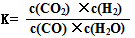 K= c(CO₂) ×c(H₂)
c(CO)×c(H₂O)